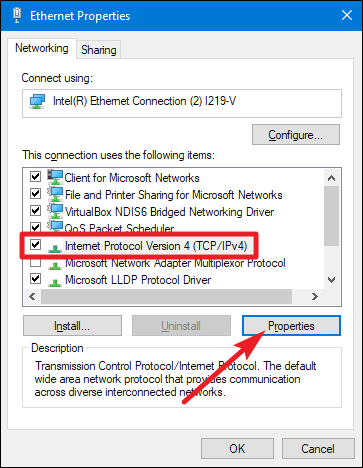 Ethernet Properties
Networking
Sharing
Connect using:
Intel(R) Ethernet Connection (2) I219-V
Configure...
This connection uses the following items:
Client for Microsoft Networks
File and Printer Sharing for Microsoft Networks
VirtualBox NDIS6 Bridged Networking Driver
QoS Packet Scheduler
Internet Protocol Version 4 (TCP/IPv4)
Microsoft Network Adapter Multiplexor Protocol
Microsoft LLDP Protocol Driver
Install...
Uninstall
Properties
Description
Transmission Control Protocol/Internet Protocol. The default
wide area network protocol that provides communication
across diverse interconnected networks.
OK
Cancel